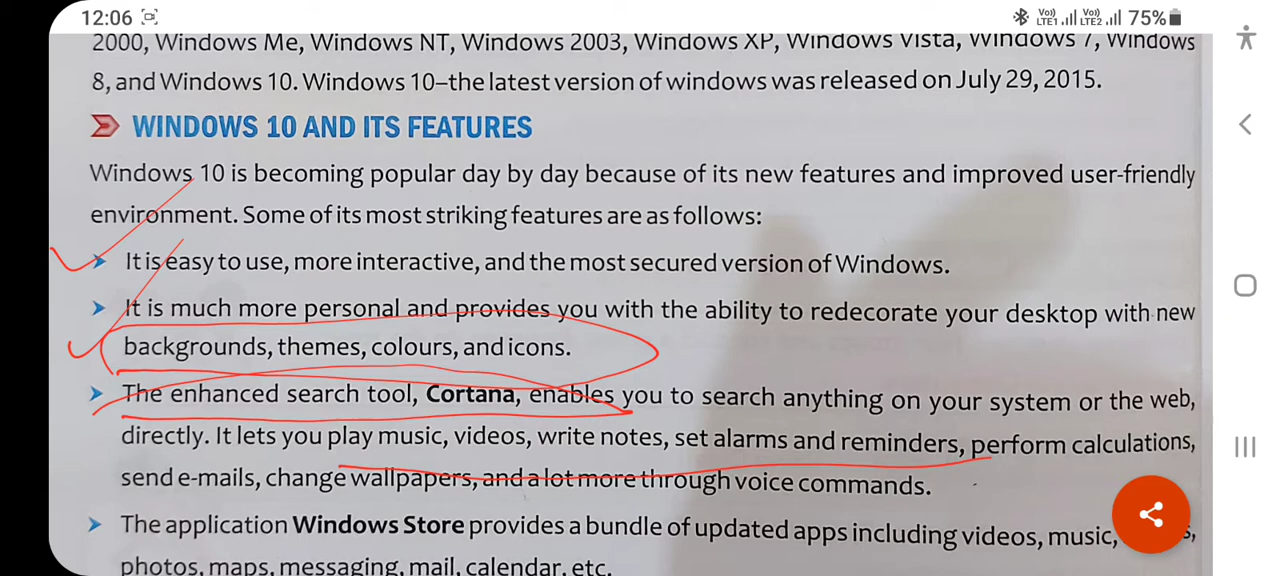 12:06 Vo)) LTE1 Vo)) LTE2 75%
2000, Windows Me, Windows NT, Windows 2003, Windows XP, Windows Vista, Windows 7, Windows
8, and Windows 10. Windows 10–the latest version of windows was released on July 29, 2015.
WINDOWS 10 AND ITS FEATURES
Windows 10 is becoming popular day by day because of its new features and improved user-friendly
environment. Some of its most striking features are as follows:
It is easy to use, more interactive, and the most secured version of Windows.
It is much more personal and provides you with the ability to redecorate your desktop with new
backgrounds, themes, colours, and icons.
The enhanced search tool, Cortana, enables you to search anything on your system or the web,
directly. It lets you play music, videos, write notes, set alarms and reminders, perform calculations,
send e-mails, change wallpapers, and a lot more through voice commands.
The application Windows Store provides a bundle of updated apps including videos, music,
photos, maps, messaging, mail, calendar, etc.